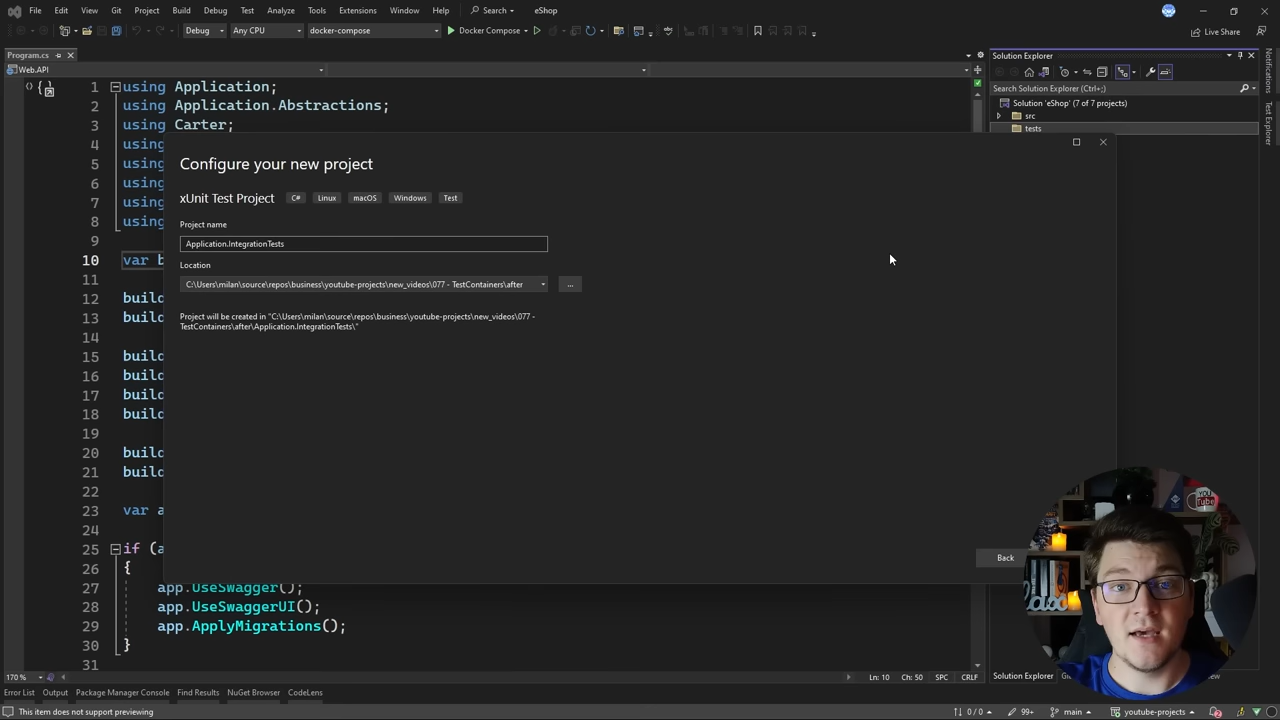 File Edit View Git Project Build Debug Test Analyze Tools Extensions Window Help Search eShop
Debug Any CPU docker-compose Docker Compose Live Share
Program.cs
Web.API
1 using Application;
2 using Application.Abstractions;
3 using Carter;
4 using
5 using
6 using
7 using
8 using
9
10 var b
11
12 build
13 build
14
15 build
16 build
17 build
18 build
19
20 build
21 build
22
23 var a
24
25 if (a
26 {
27 app.UseSwagger();
28 app.UseSwaggerUI();
29 app.ApplyMigrations();
30 }
31
Configure your new project
xUnit Test Project C# Linux macOS Windows Test
Project name
Application.IntegrationTests
Location
C:\Users\milan\source\repos\business\youtube-projects\new_videos\077 - TestContainers\after
...
Project will be created in "C:\Users\milan\source\repos\business\youtube-projects\new_videos\077 -
TestContainers\after\Application.IntegrationTests\"
Back
Solution Explorer
Search Solution Explorer (Ctrl+;)
Solution 'eShop' (7 of 7 projects)
src
tests
Notifications
Test Explorer
You
Tube
170 % Ln: 10 Ch: 50 SPC CRLF
Solution Explorer
Error List Output Package Manager Console Find Results NuGet Browser CodeLens
This item does not support previewing 0 / 0 99+ main youtube-projects 2